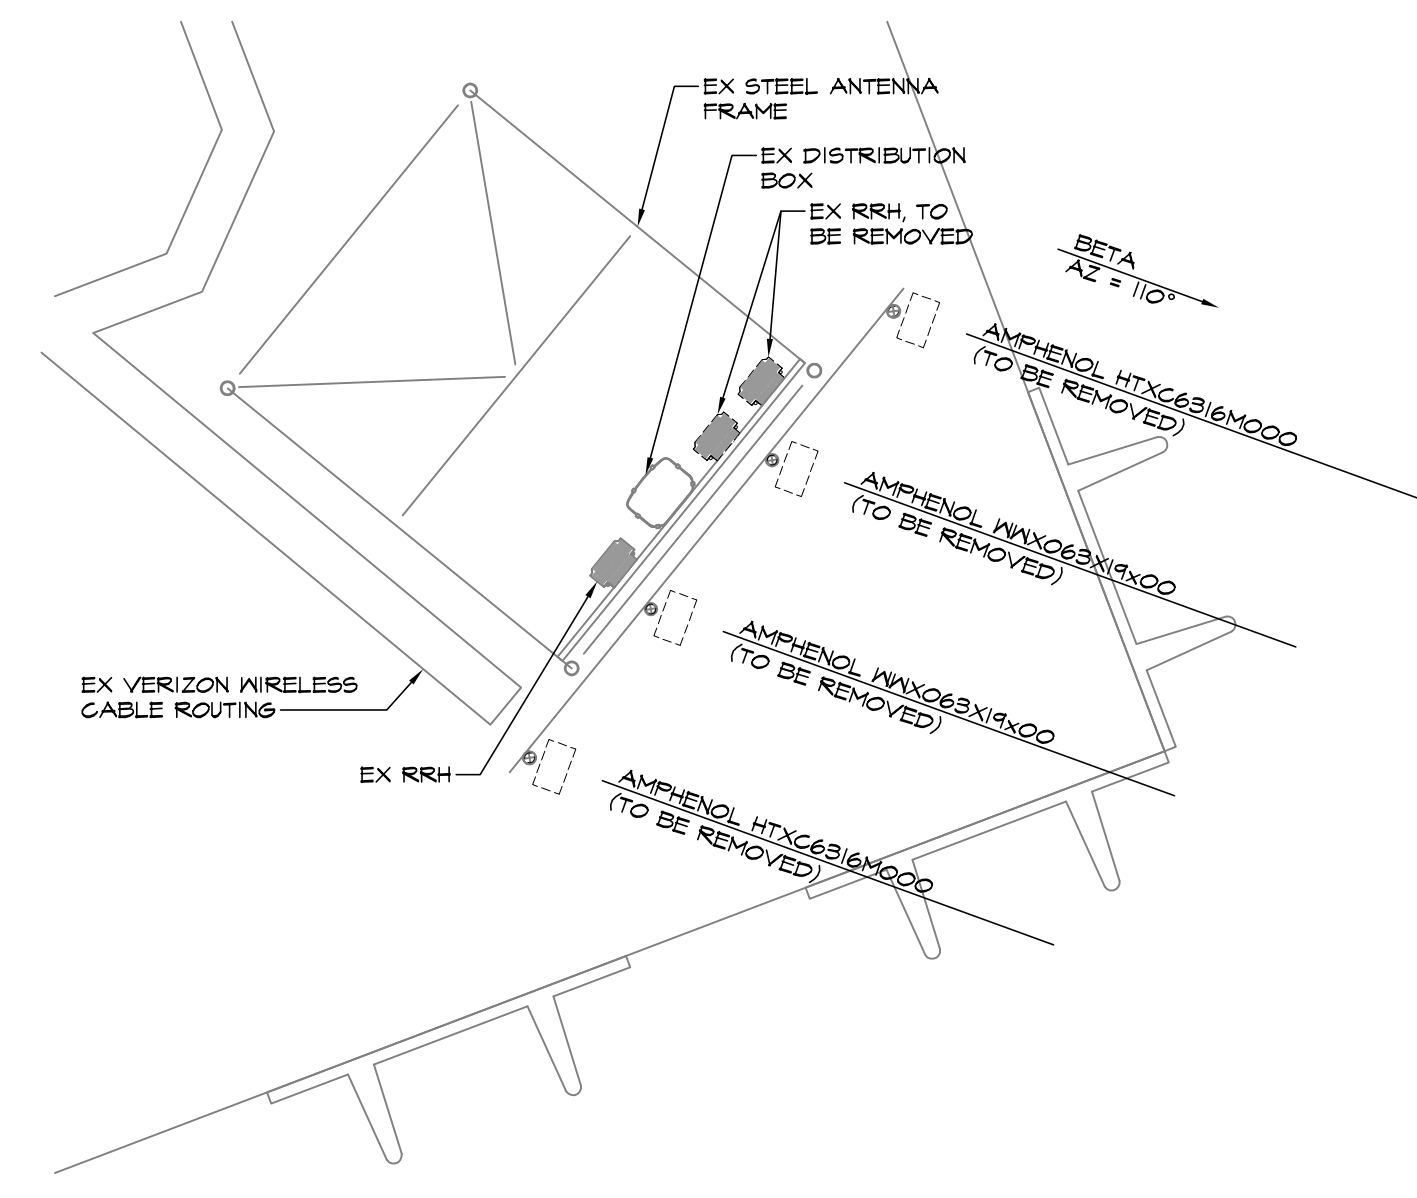 EX STEEL ANTENNA
FRAME
EX DISTRIBUTION
BOX
EX RRH, TO
BE REMOVED
BETA
AZ = 110°
AMPHENOL HTXC6316M000
(TO BE REMOVED)
AMPHENOL WWX063X19x00
(TO BE REMOVED)
AMPHENOL WWX063X19x00
(TO BE REMOVED)
EX VERIZON WIRELESS
CABLE ROUTING
EX RRH
AMPHENOL HTXC6316M000
(TO BE REMOVED)